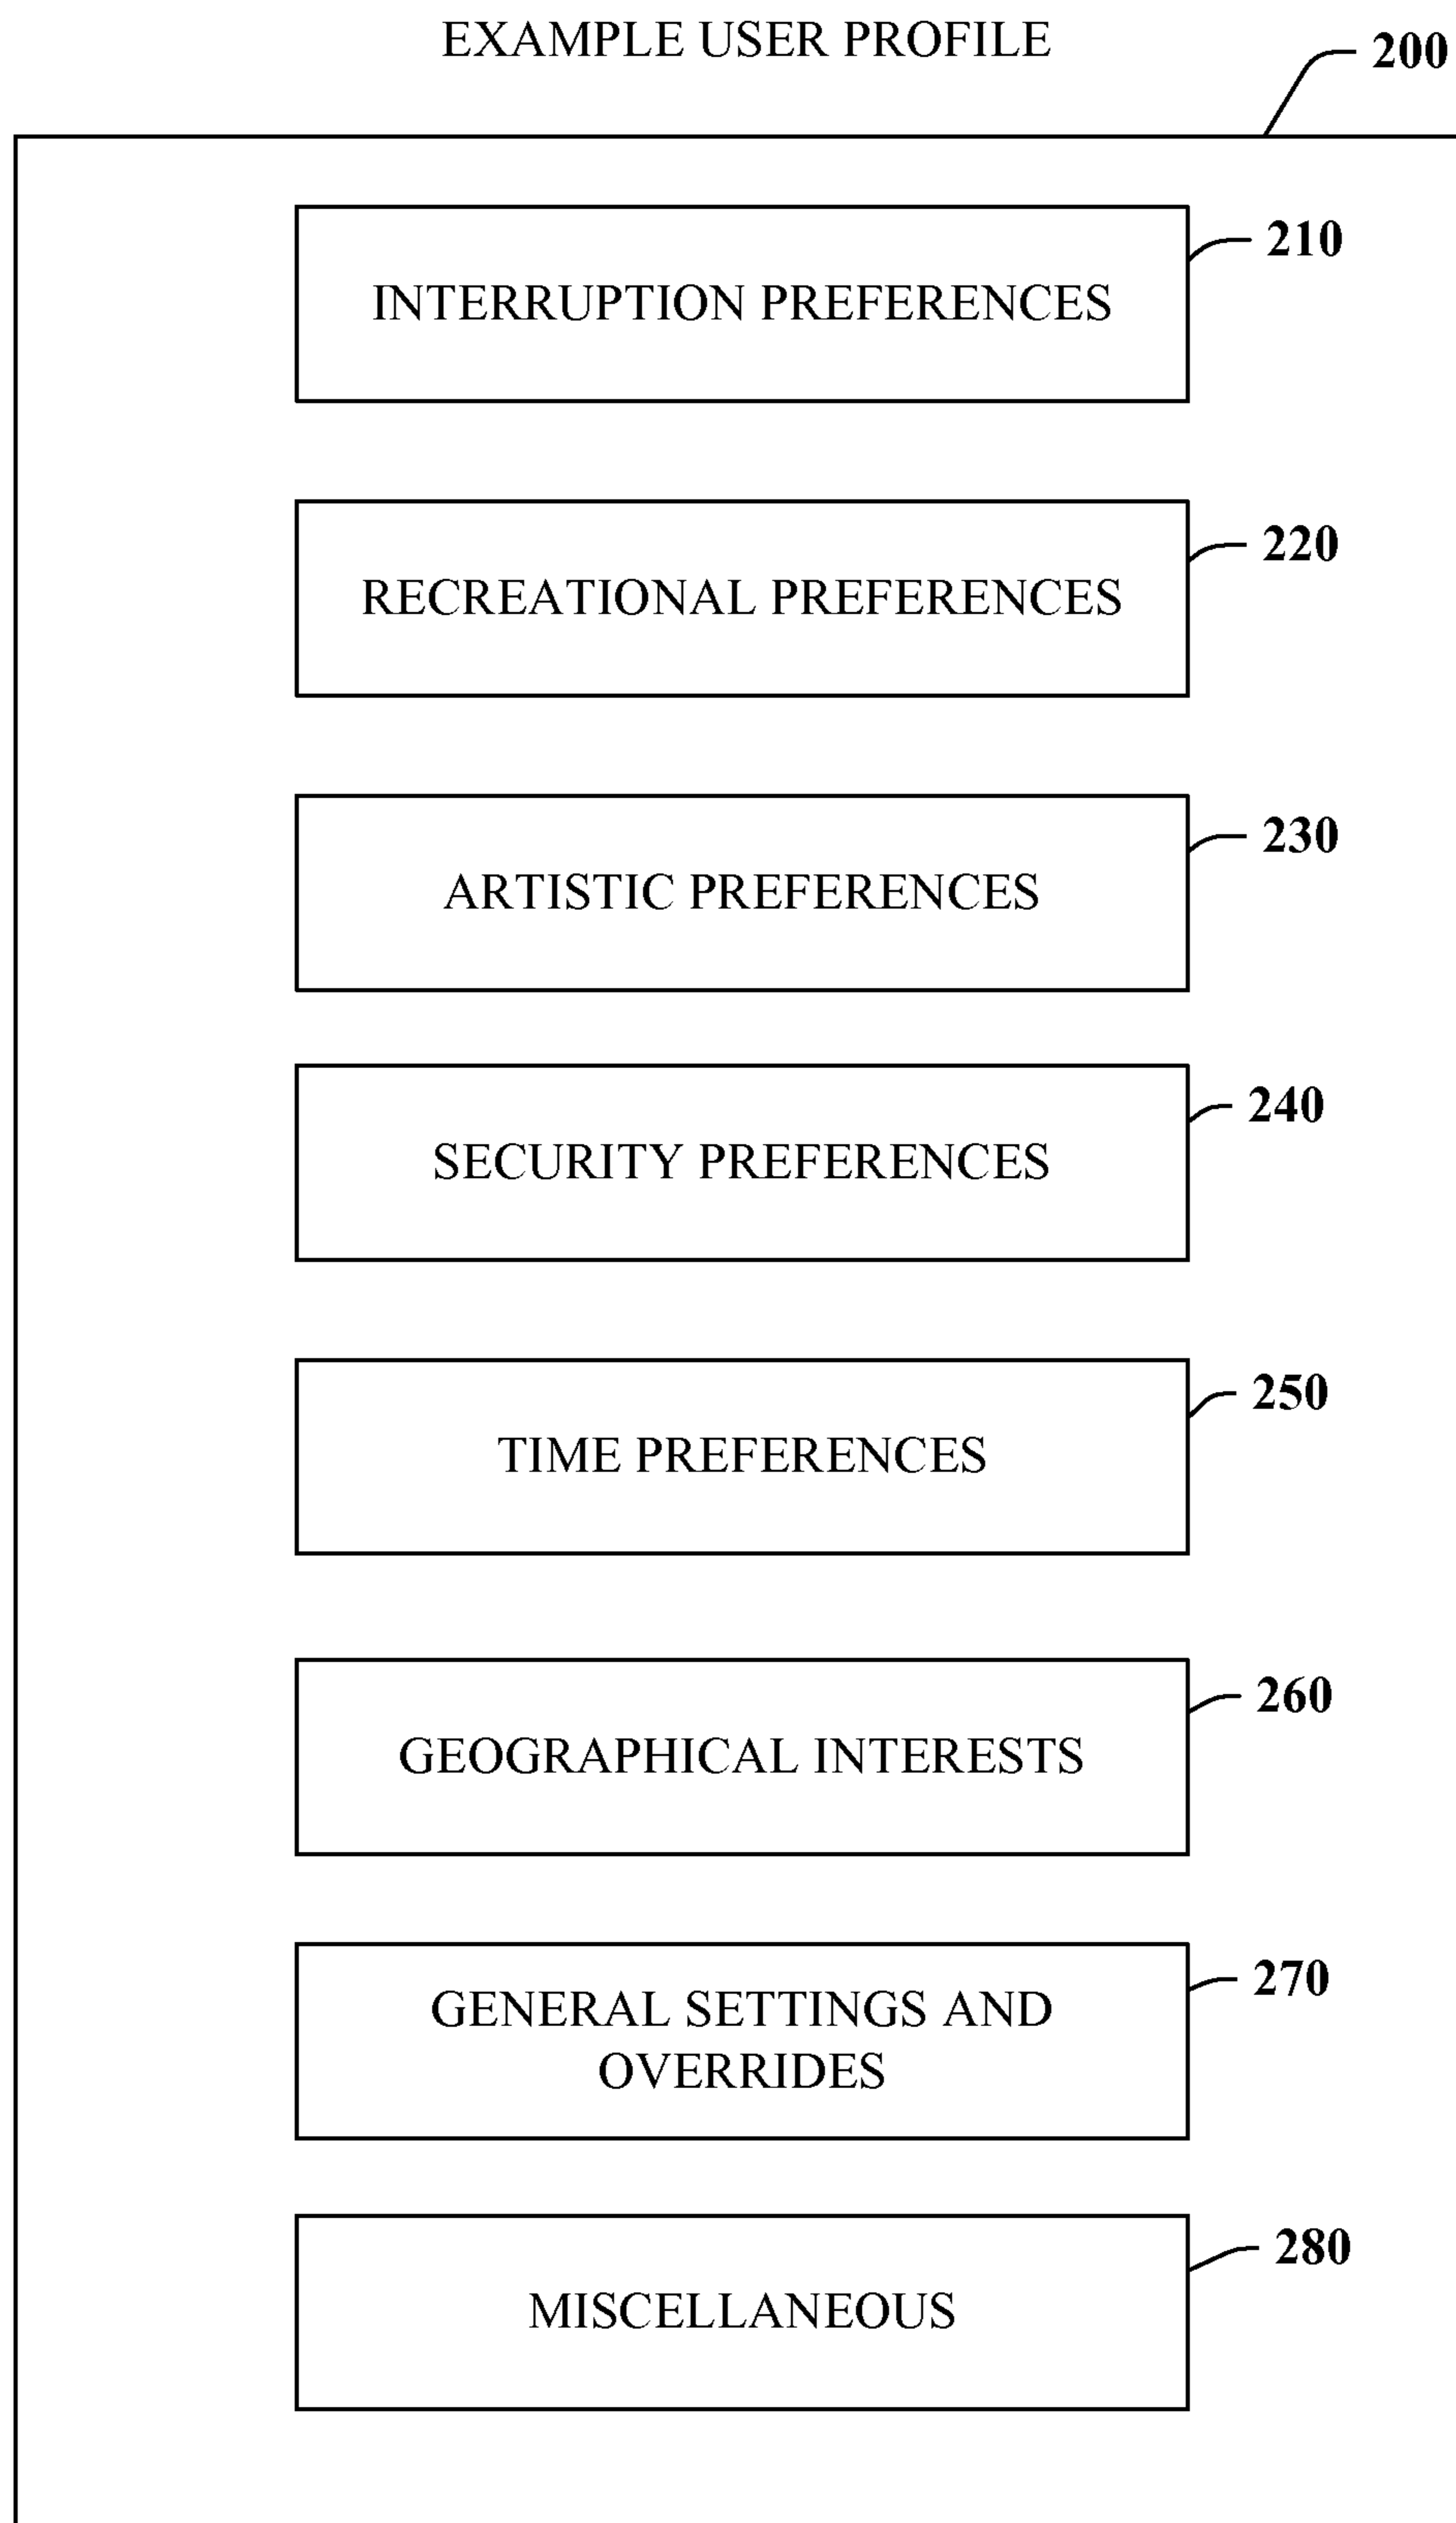 EXAMPLE USER PROFILE
200
210
INTERRUPTION PREFERENCES
220
RECREATIONAL PREFERENCES
230
ARTISTIC PREFERENCES
240
SECURITY PREFERENCES
250
TIME PREFERENCES
260
GEOGRAPHICAL INTERESTS
270
GENERAL SETTINGS AND
OVERRIDES
280
MISCELLANEOUS